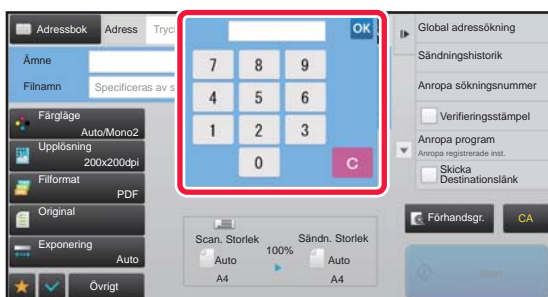 Adressbok
Adress
Tryc
OK
Global adressökning
Ämne
Sändningshistorik
Filnamn
Specificeras av s
Anropa sökningsnummer
7 8 9
4 5 6
1 2 3
0 C
Färgläge
Auto/Mono2
Verifieringsstämpel
Upplösning
200x200dpi
Anropa program
Anropa registrerade inst.
Filformat
PDF
Skicka
Destinationslänk
Original
Scan. Storlek
Auto
A4
100%
Sändn. Storlek
Auto
A4
Förhandsgr.
CA
Exponering
Auto
Övrigt
Start